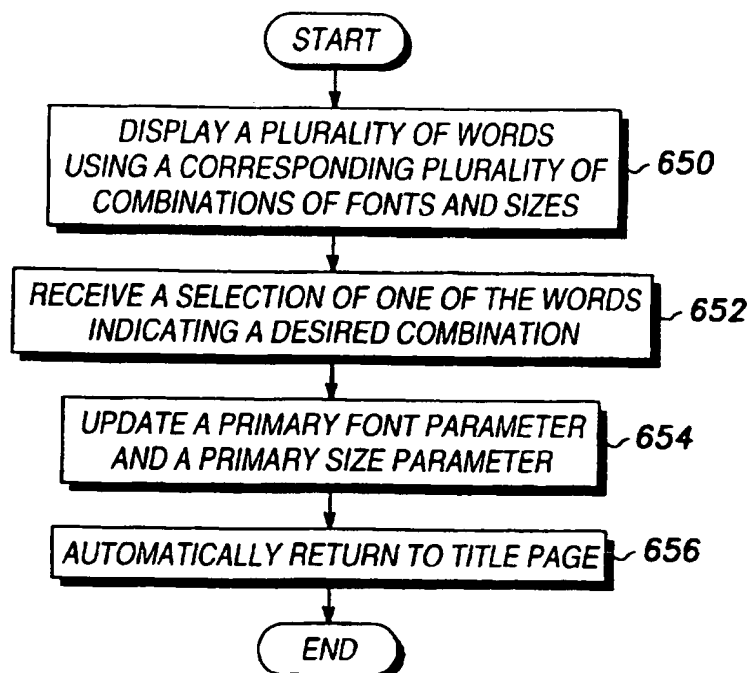 START
DISPLAY A PLURALITY OF WORDS
USING A CORRESPONDING PLURALITY OF
COMBINATIONS OF FONTS AND SIZES
650
RECEIVE A SELECTION OF ONE OF THE WORDS
INDICATING A DESIRED COMBINATION
652
UPDATE A PRIMARY FONT PARAMETER
AND A PRIMARY SIZE PARAMETER
654
AUTOMATICALLY RETURN TO TITLE PAGE
656
END